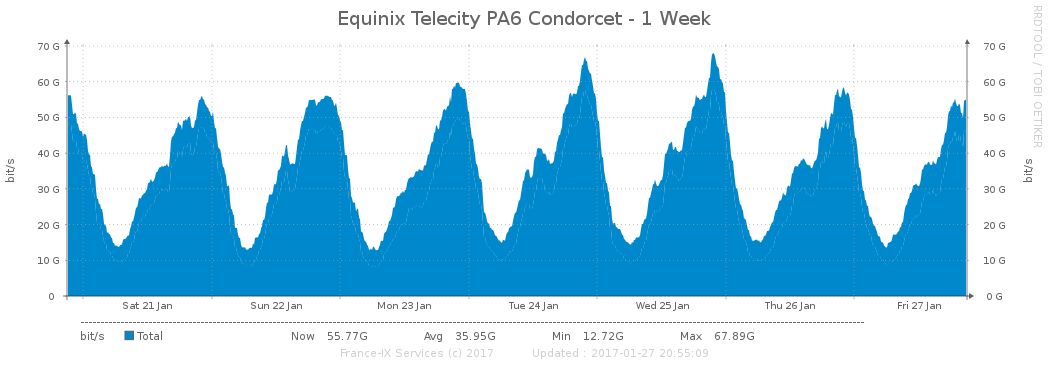 Equinix Telecity PA6 Condorcet - 1 Week
RRDTOOL / TOBI OETIKER
bit/s
70 G 70 G
60 G 60 G
50 G 50 G
40 G 40 G
30 G 30 G
20 G 20 G
10 G 10 G
0 0 G
bit/s
Sat 21 Jan Sun 22 Jan Mon 23 Jan Tue 24 Jan Wed 25 Jan Thu 26 Jan Fri 27 Jan
bit/s Total Now 55.77G Avg 35.95G Min 12.72G Max 67.89G
France-IX Services (c) 2017 Updated : 2017-01-27 20:55:09